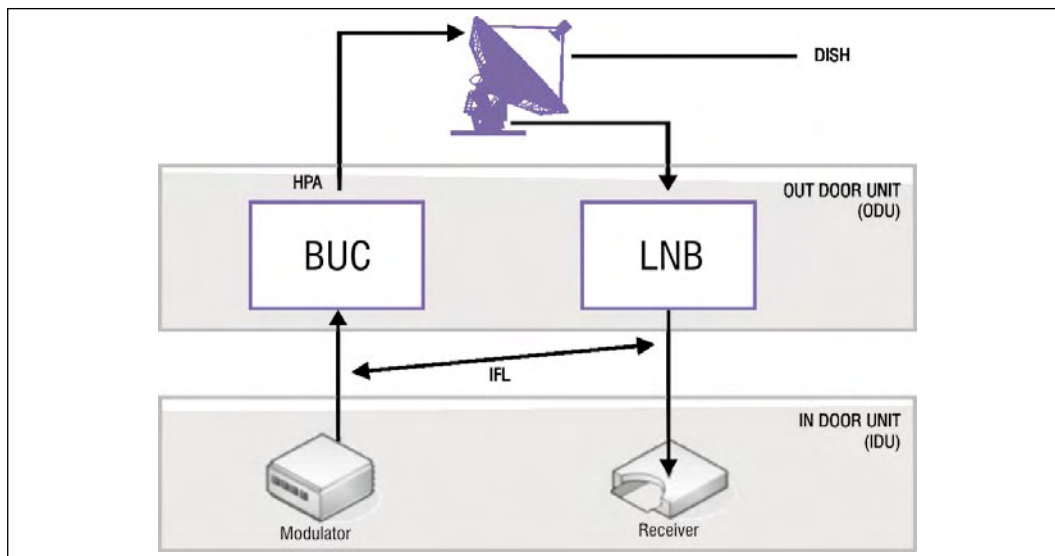 DISH
HPA
OUT DOOR UNIT
(ODU)
BUC
LNB
IFL
IN DOOR UNIT
(IDU)
Modulator
Receiver